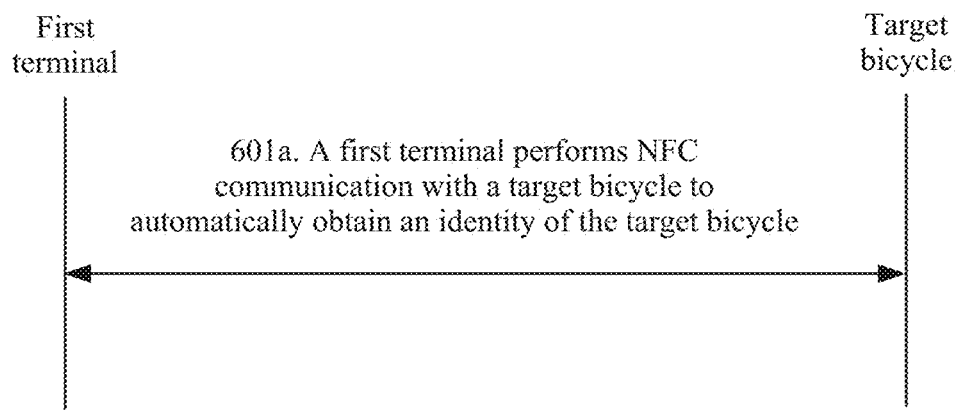 First
terminal
Target
bicycle
601a. A first terminal performs NFC
communication with a target bicycle to
automatically obtain an identity of the target bicycle